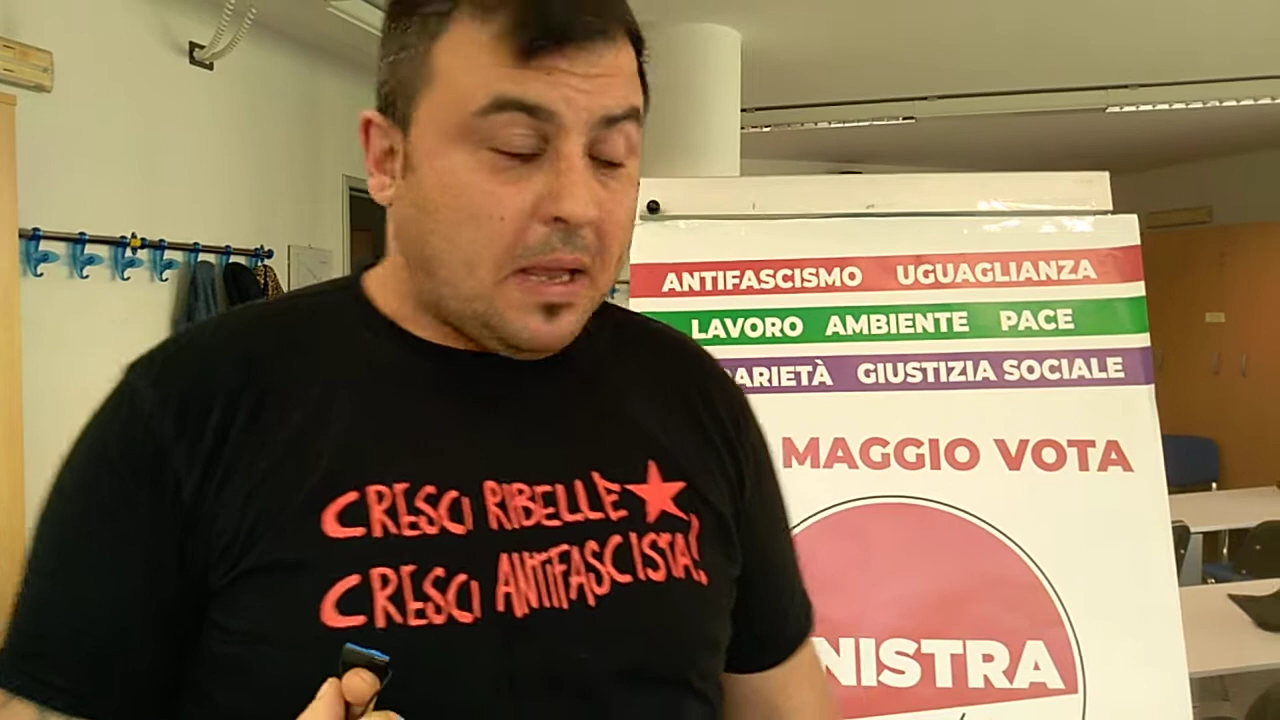 ANTIFASCISMO UGUAGLIANZA
LAVORO AMBIENTE PACE
ARIETÀ GIUSTIZIA SOCIALE
MAGGIO VOTA
NISTRA
CRESCI RIBELLE
CRESCI ANTIFASCISTA!